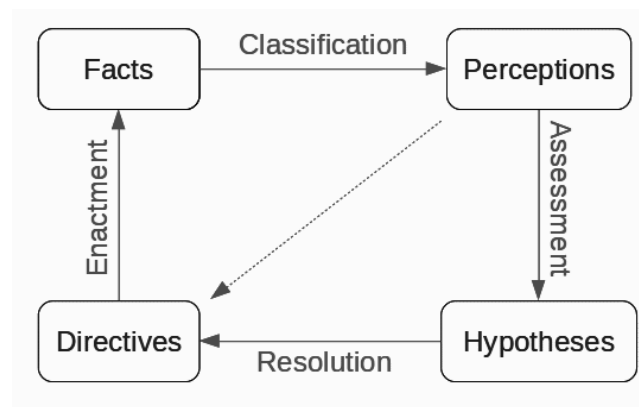 Classification
Facts
Perceptions
Enactment
Assessment
Directives
Hypotheses
Resolution